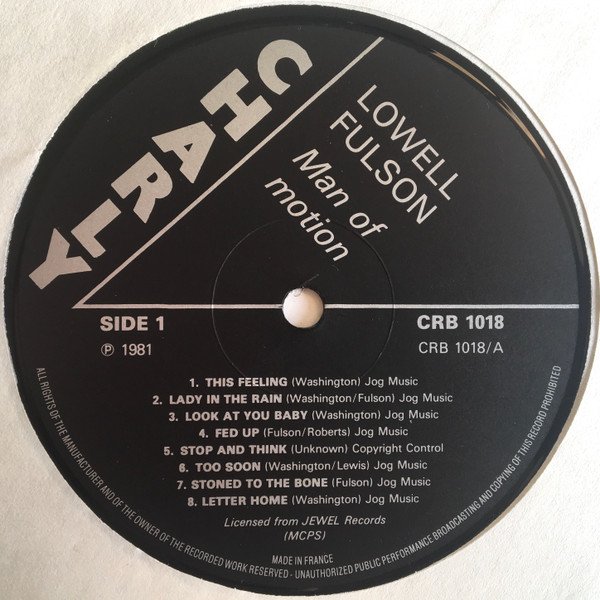 CHARLY
LOWELL
FULSON
Man of
motion
SIDE 1
℗ 1981
CRB 1018
CRB 1018/A
1. THIS FEELING (Washington) Jog Music
2. LADY IN THE RAIN (Washington/Fulson) Jog Music
3. LOOK AT YOU BABY (Washington) Jog Music
4. FED UP (Fulson/Roberts) Jog Music
5. STOP AND THINK (Unknown) Copyright Control
6. TOO SOON (Washington/Lewis) Jog Music
7. STONED TO THE BONE (Fulson) Jog Music
8. LETTER HOME (Washington) Jog Music
Licensed from JEWEL Records
(MCPS)
MADE IN FRANCE
ALL RIGHTS OF THE MANUFACTURER AND OF THE OWNER OF THE RECORDED WORK RESERVED - UNAUTHORIZED PUBLIC PERFORMANCE BROADCASTING AND COPYING OF THIS RECORD PROHIBITED